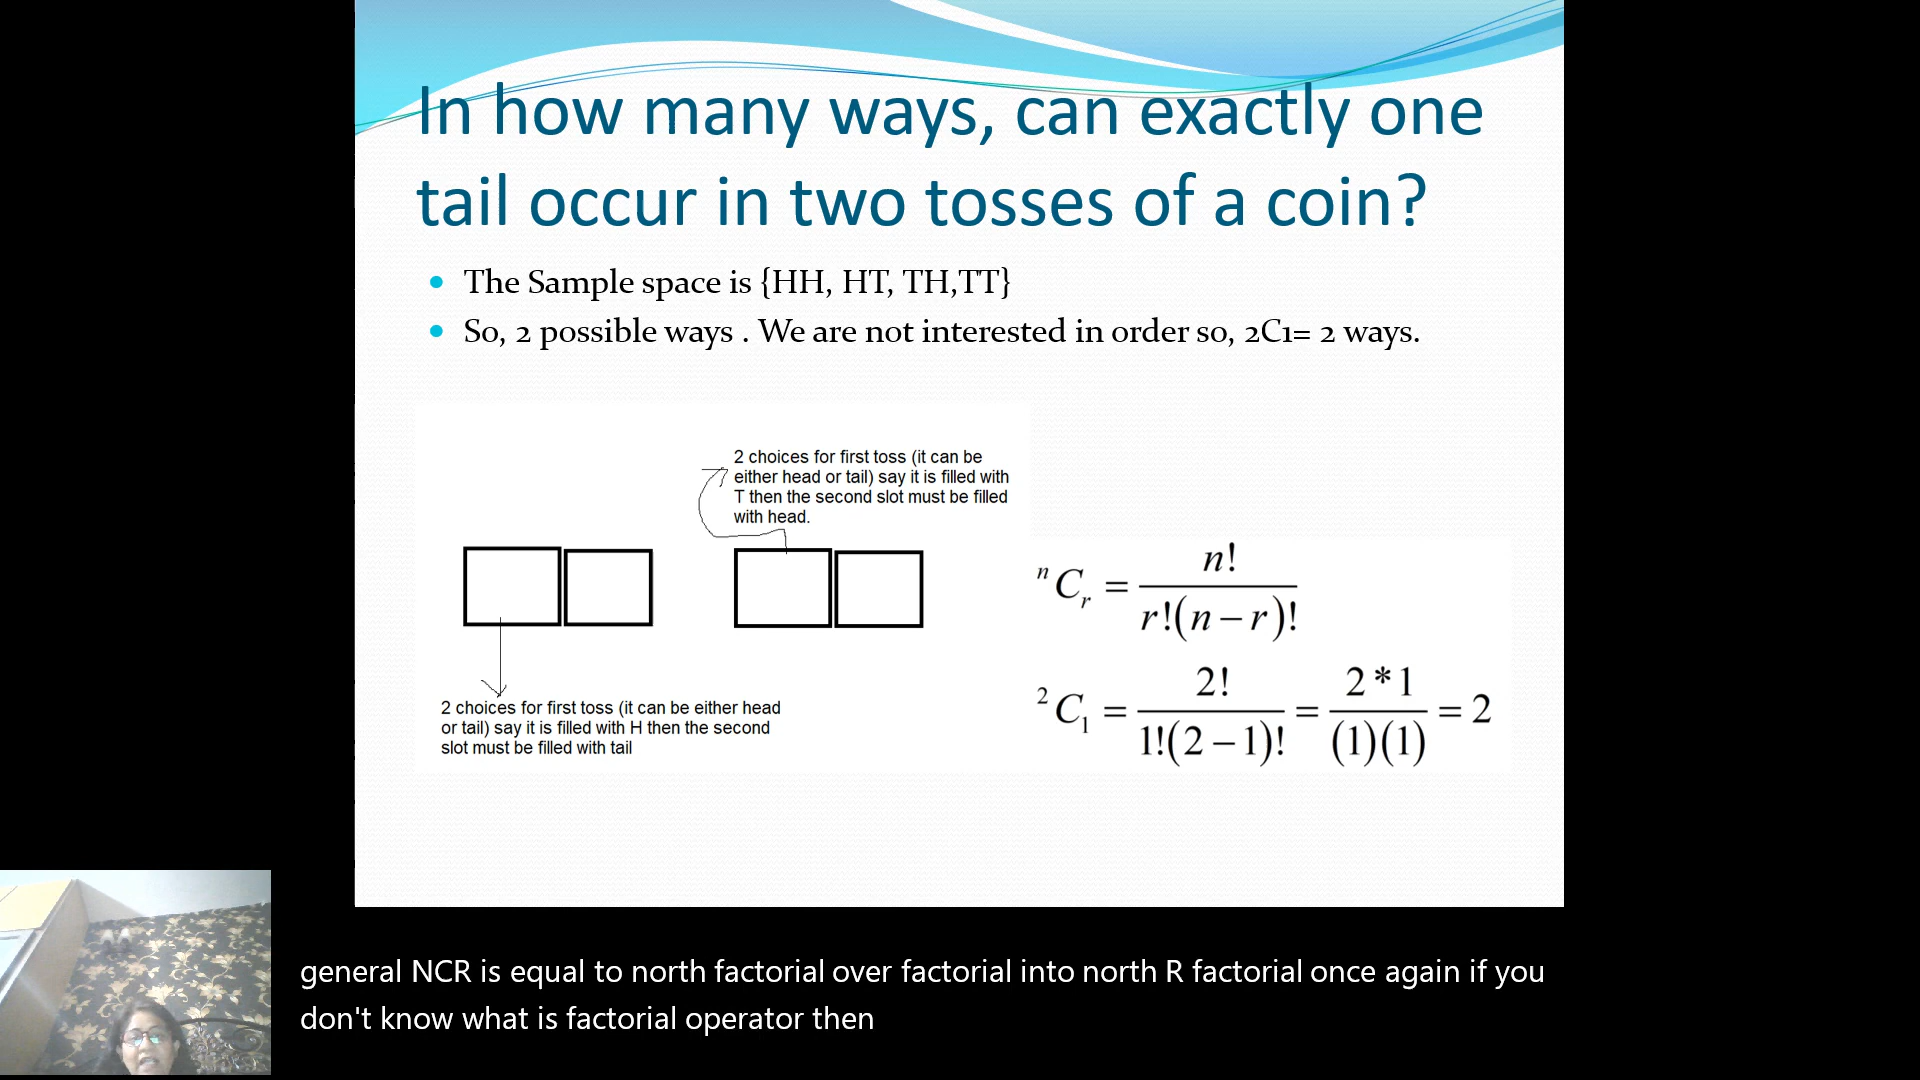 In how many ways, can exactly one
tail occur in two tosses of a coin?
The Sample space is {HH, HT, TH,TT}
So, 2 possible ways . We are not interested in order so, 2C1= 2 ways.
2 choices for first toss (it can be
either head or tail) say it is filled with
T then the second slot must be filled
with head.
2 choices for first toss (it can be either head
or tail) say it is filled with H then the second
slot must be filled with tail
ⁿCᵣ = n! / r!(n − r)!
²C₁ = 2! / 1!(2 − 1)! = 2 * 1 / (1)(1) = 2
general NCR is equal to north factorial over factorial into north R factorial once again if you
don't know what is factorial operator then